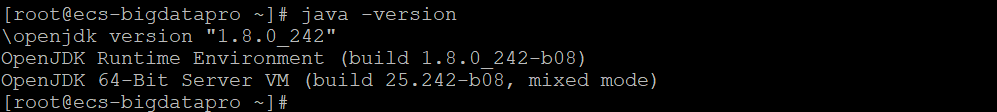 [root@ecs-bigdatapro ~]# java -version
\openjdk version "1.8.0_242"
OpenJDK Runtime Environment (build 1.8.0_242-b08)
OpenJDK 64-Bit Server VM (build 25.242-b08, mixed mode)
[root@ecs-bigdatapro ~]#